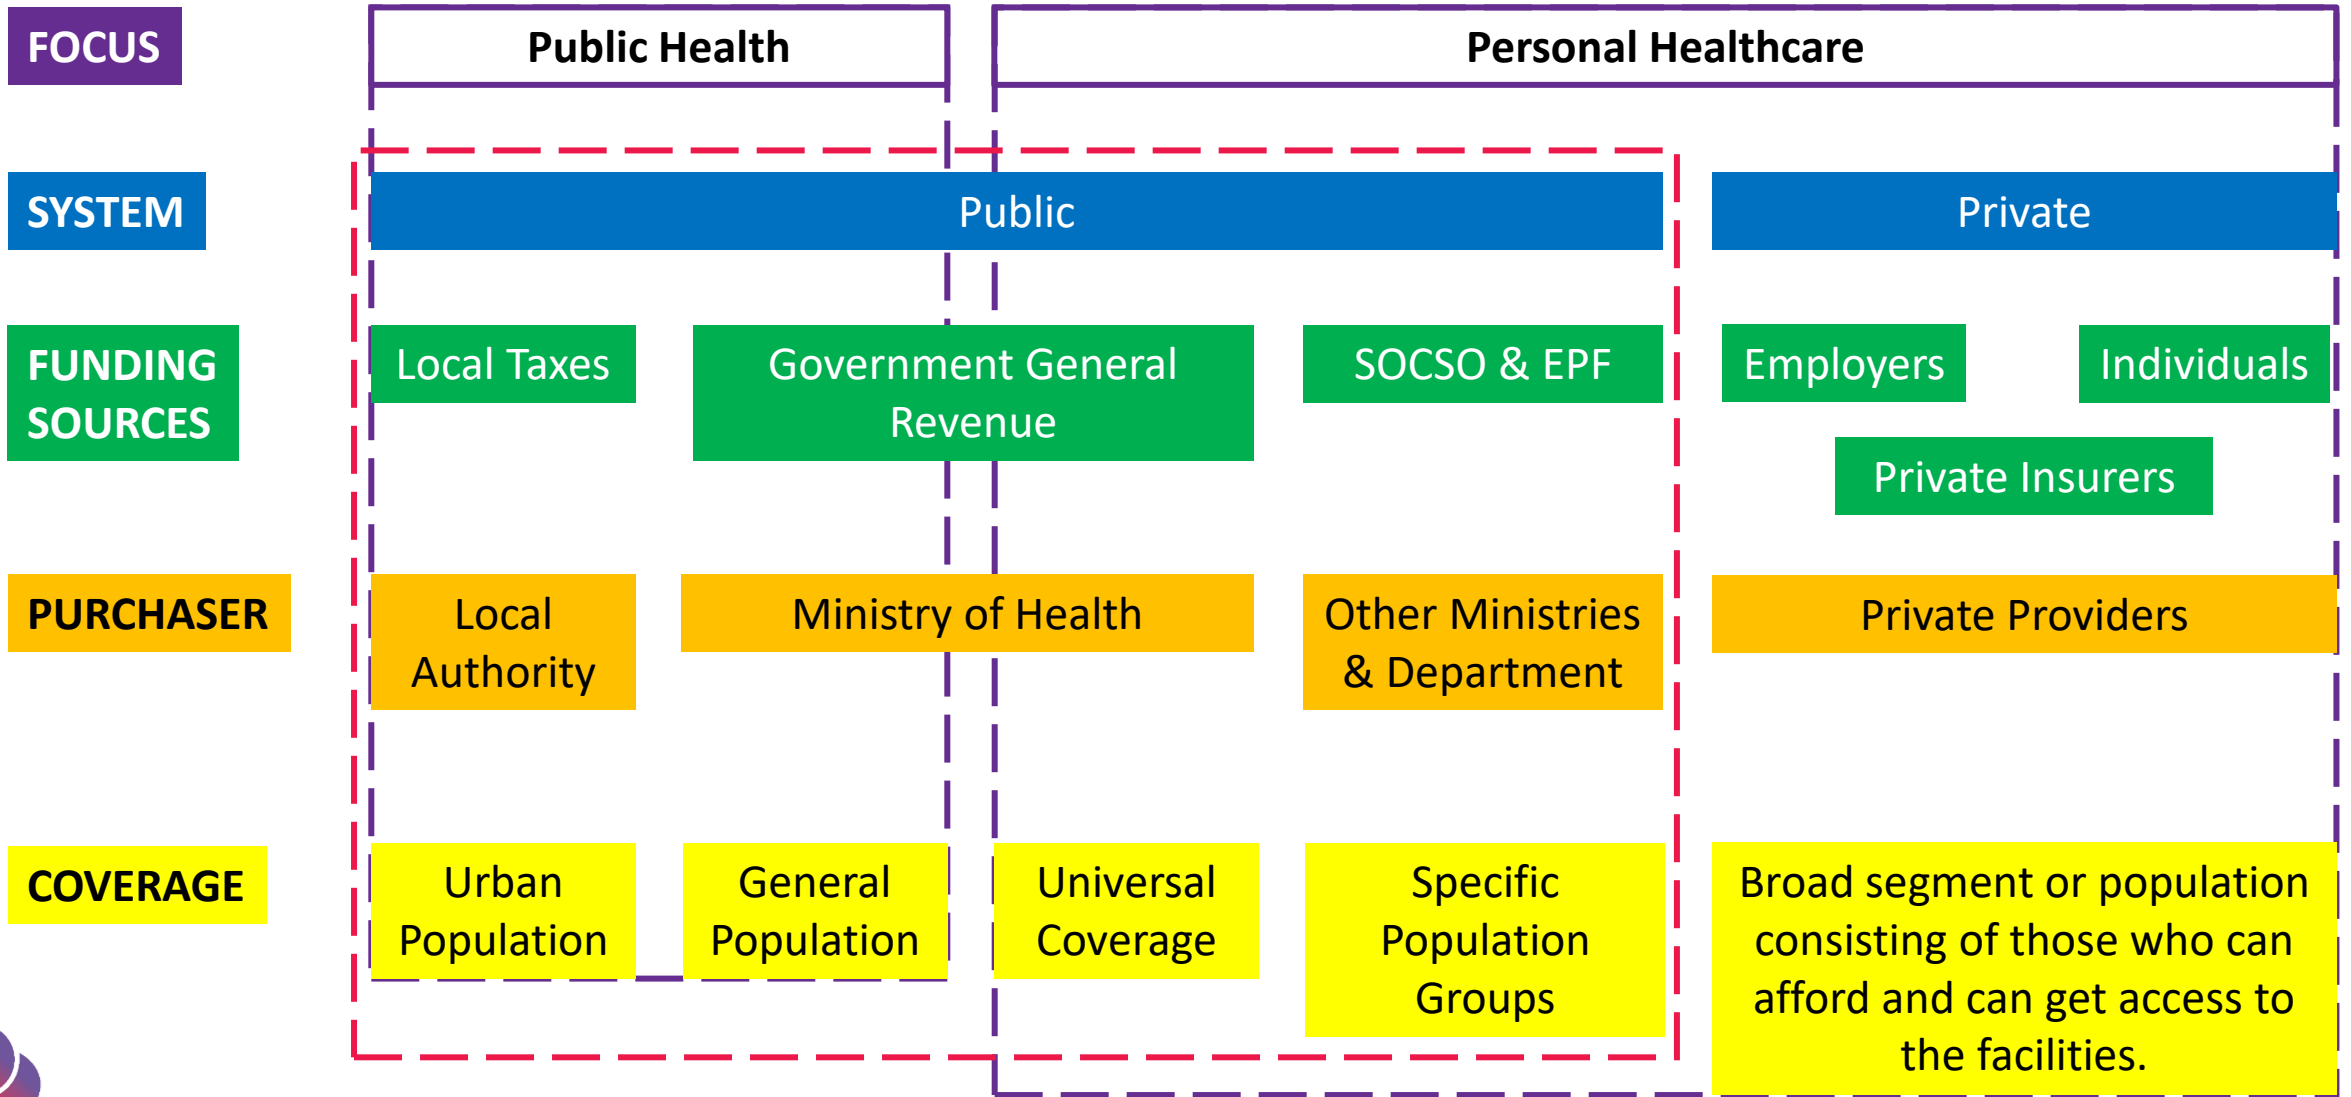 FOCUS
Public Health
Personal Healthcare
SYSTEM
Public
Private
FUNDING
SOURCES
Local Taxes
Government General
Revenue
SOCSO & EPF
Employers
Individuals
Private Insurers
PURCHASER
Local
Authority
Ministry of Health
Other Ministries
& Department
Private Providers
COVERAGE
Urban
Population
General
Population
Universal
Coverage
Specific
Population
Groups
Broad segment or population
consisting of those who can
afford and can get access to
the facilities.